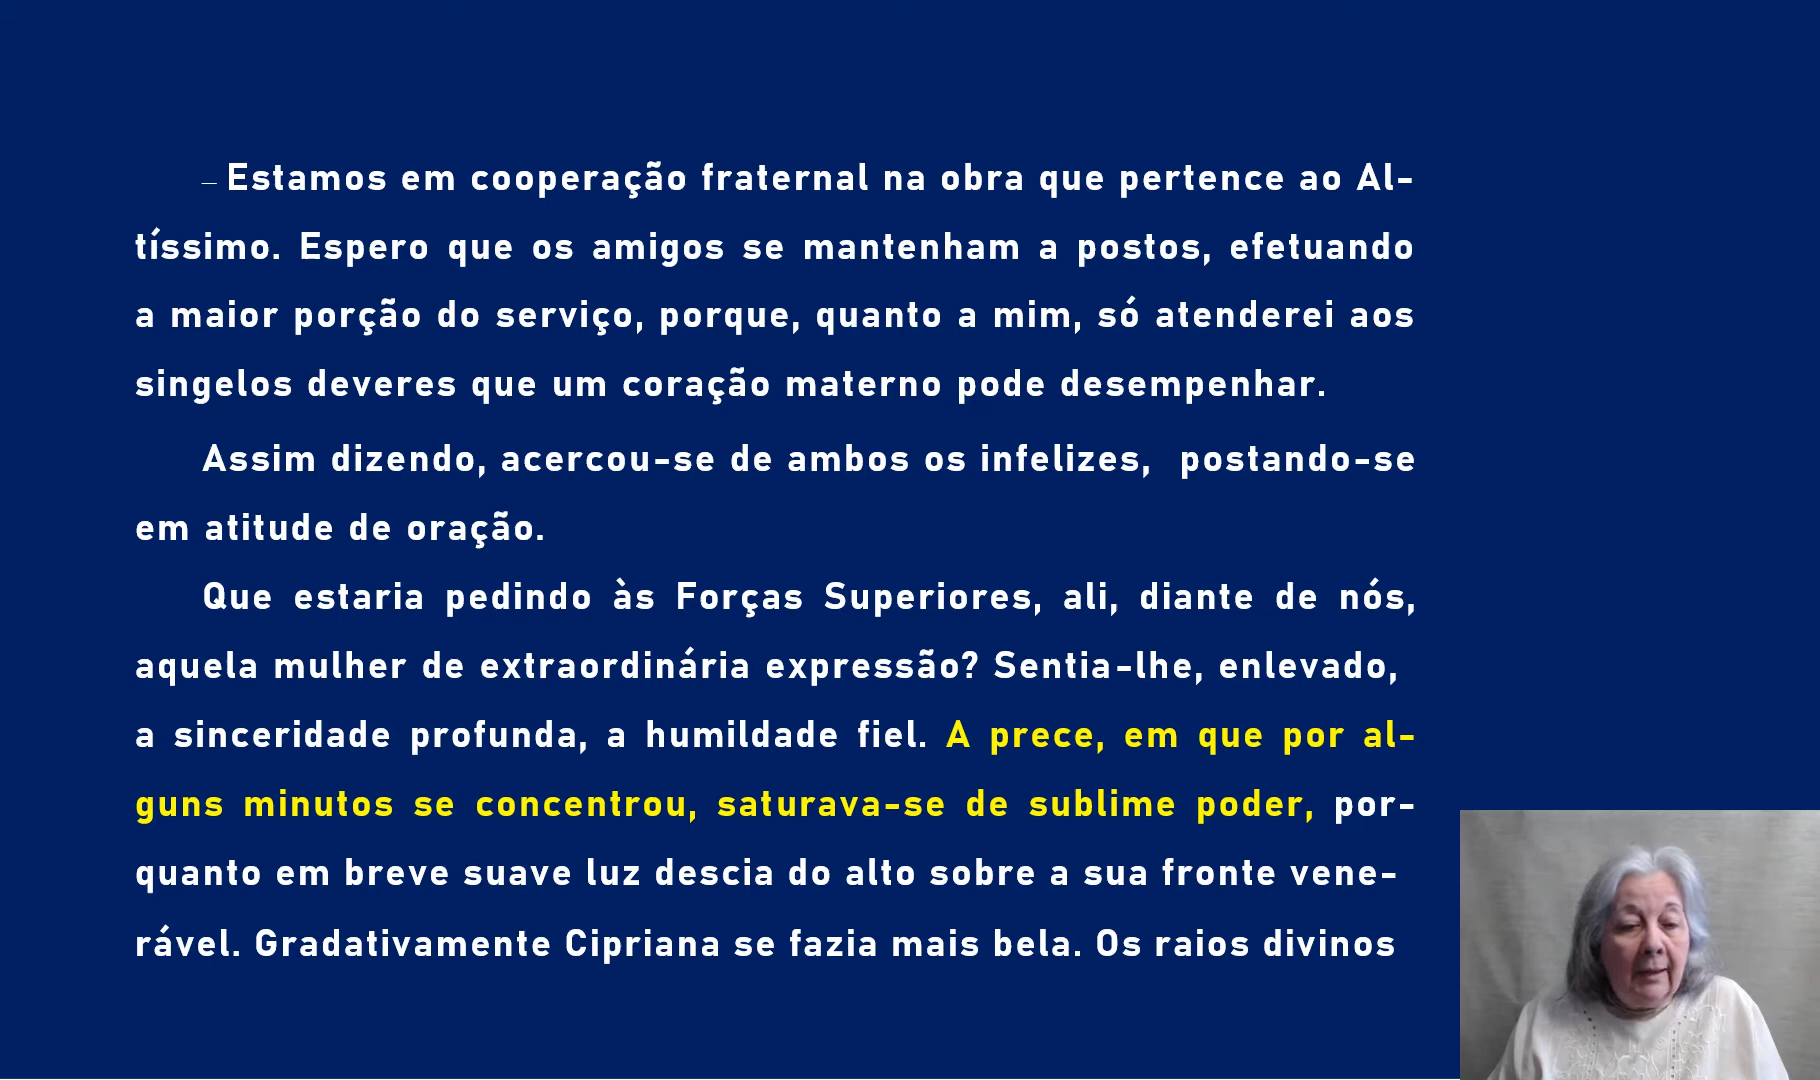 – Estamos em cooperação fraternal na obra que pertence ao Al-
tíssimo. Espero que os amigos se mantenham a postos, efetuando
a maior porção do serviço, porque, quanto a mim, só atenderei aos
singelos deveres que um coração materno pode desempenhar.
Assim dizendo, acercou-se de ambos os infelizes, postando-se
em atitude de oração.
Que estaria pedindo às Forças Superiores, ali, diante de nós,
aquela mulher de extraordinária expressão? Sentia-lhe, enlevado,
a sinceridade profunda, a humildade fiel. A prece, em que por al-
guns minutos se concentrou, saturava-se de sublime poder, por-
quanto em breve suave luz descia do alto sobre a sua fronte vene-
rável. Gradativamente Cipriana se fazia mais bela. Os raios divinos